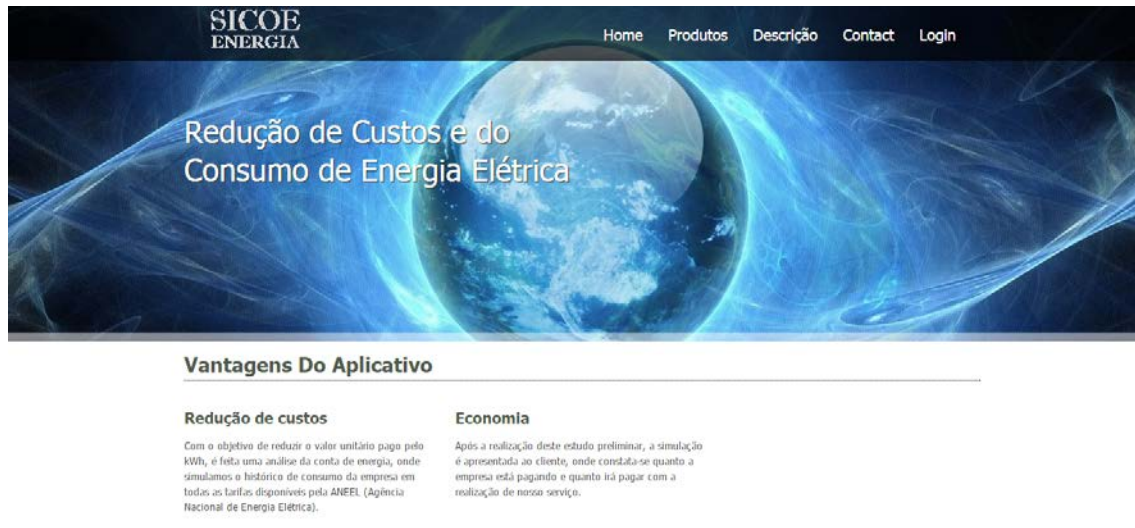 SICOE
ENERGIA
Home Produtos Descrição Contact Login
Redução de Custos e do
Consumo de Energia Elétrica
Vantagens Do Aplicativo
Redução de custos
Com o objetivo de reduzir o valor unitário pago pelo
kWh, é feita uma análise da conta de energia, onde
simulamos o histórico de consumo da empresa em
todas as tarifas disponíveis pela ANEEL (Agência
Nacional de Energia Elétrica).
Economia
Após a realização deste estudo preliminar, a simulação
é apresentada ao cliente, onde constata-se quanto a
empresa está pagando e quanto irá pagar com a
realização de nosso serviço.